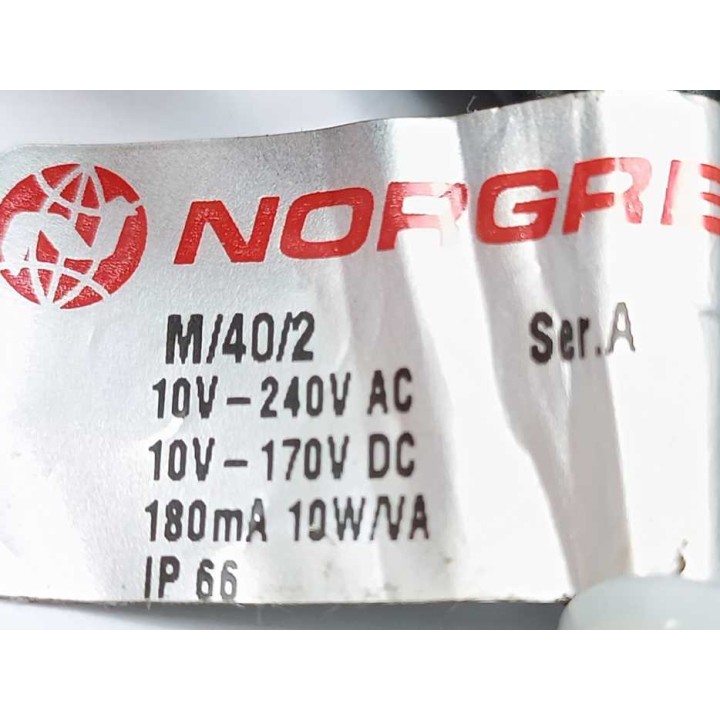 NORGRE
M/40/2 Ser.A
10V-240V AC
10V-170V DC
180mA 10W/VA
IP 66